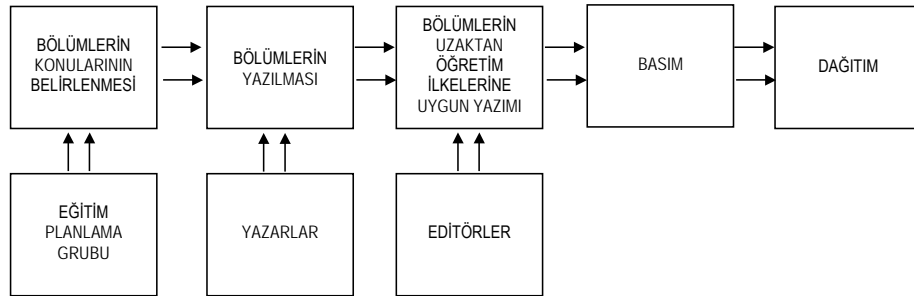 BÖLÜMLERİN
KONULARININ
BELİRLENMESİ
BÖLÜMLERİN
YAZILMASI
BÖLÜMLERİN
UZAKTAN
ÖĞRETİM
İLKELERİNE
UYGUN YAZIMI
BASIM
DAĞITIM
EĞİTİM
PLANLAMA
GRUBU
YAZARLAR
EDİTÖRLER